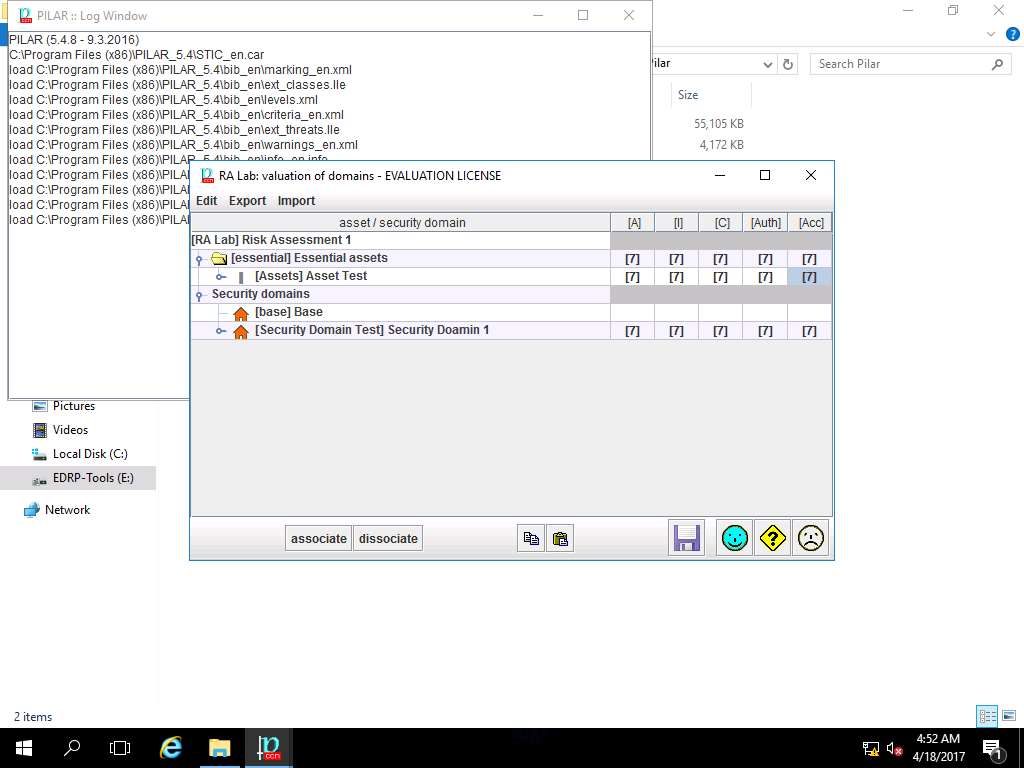 PILAR :: Log Window
PILAR (5.4.8 - 9.3.2016)
C:\Program Files (x86)\PILAR_5.4\STIC_en.car
load C:\Program Files (x86)\PILAR_5.4\bib_en\marking_en.xml
load C:\Program Files (x86)\PILAR_5.4\bib_en\ext_classes.lle
load C:\Program Files (x86)\PILAR_5.4\bib_en\levels.xml
load C:\Program Files (x86)\PILAR_5.4\bib_en\criteria_en.xml
load C:\Program Files (x86)\PILAR_5.4\bib_en\ext_threats.lle
load C:\Program Files (x86)\PILAR_5.4\bib_en\warnings_en.xml
load C:\Program Files (x86)\PILAR_5.4\bib_en\info_en.info
load C:\Program Files (x86)\PILA
load C:\Program Files (x86)\PILA
load C:\Program Files (x86)\PILA
load C:\Program Files (x86)\PILA
Pilar
Search Pilar
Size
55,105 KB
4,172 KB
RA Lab: valuation of domains - EVALUATION LICENSE
Edit Export Import
asset / security domain [A] [I] [C] [Auth] [Acc]
[RA Lab] Risk Assessment 1
[essential] Essential assets [7] [7] [7] [7] [7]
[Assets] Asset Test [7] [7] [7] [7] [7]
Security domains
[base] Base
[Security Domain Test] Security Doamin 1 [7] [7] [7] [7] [7]
associate dissociate
Pictures
Videos
Local Disk (C:)
EDRP-Tools (E:)
Network
2 items
4:52 AM
4/18/2017
1